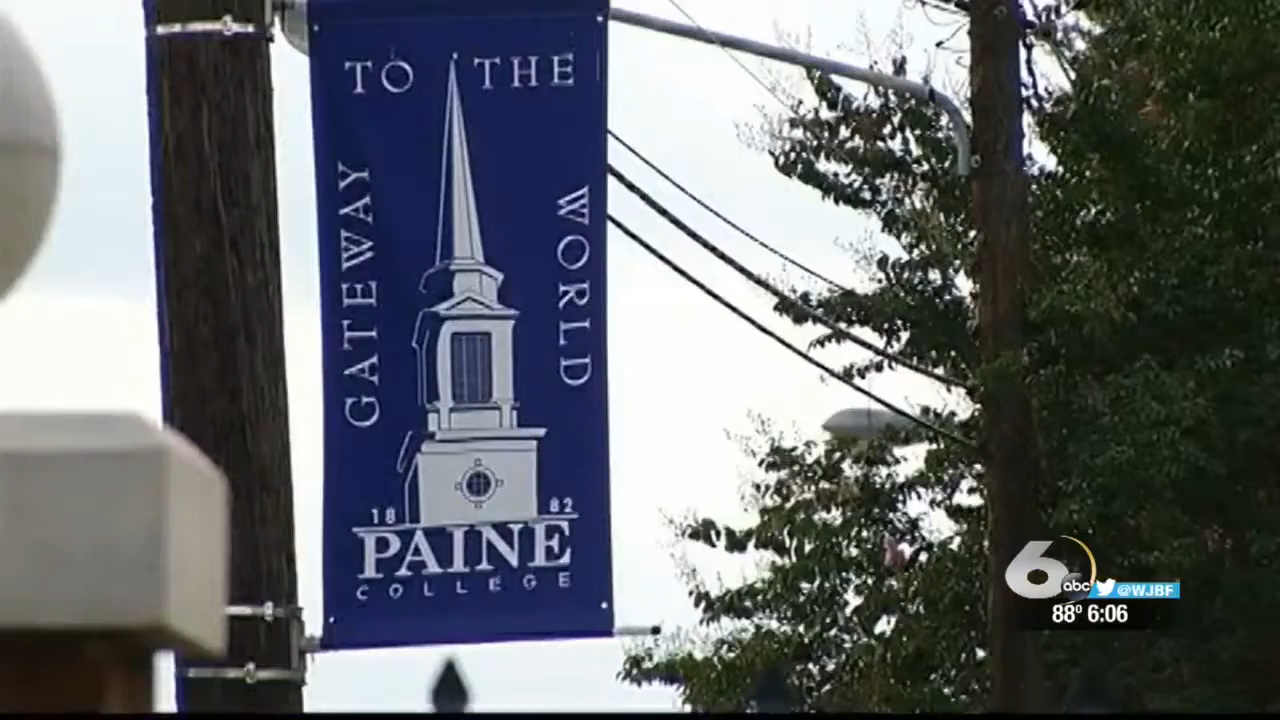 GATEWAY
TO THE
WORLD
18 82
PAINE
COLLEGE
6
abc
@WJBF
88° 6:06